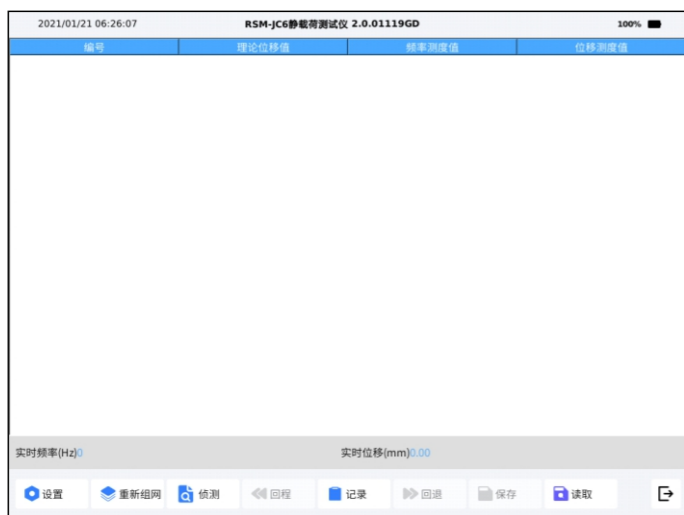 2021/01/21 06:26:07 RSM-JC6静载荷测试仪 2.0.01119GD 100%
编号 理论位移值 频率测度值 位移测度值
实时频率(Hz)0 实时位移(mm)0.00
设置 重新组网 侦测 回程 记录 回退 保存 读取